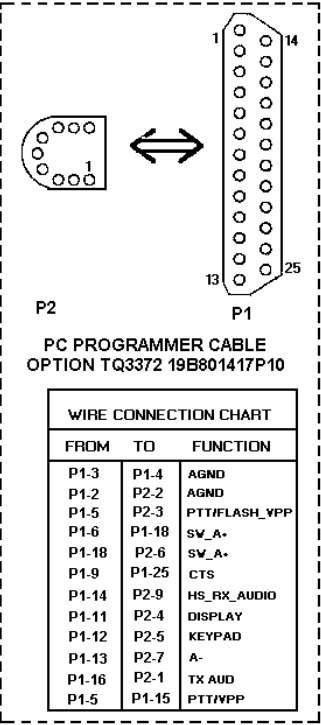 1
14
1
13
25
P2
P1
PC PROGRAMMER CABLE
OPTION TQ3372 19B801417P10
WIRE CONNECTION CHART
FROM TO FUNCTION
P1-3 P1-4 AGND
P1-2 P2-2 AGND
P1-5 P2-3 PTT/FLASH_VPP
P1-6 P1-18 SW_A+
P1-18 P2-6 SW_A+
P1-9 P1-25 CTS
P1-14 P2-9 HS_RX_AUDIO
P1-11 P2-4 DISPLAY
P1-12 P2-5 KEYPAD
P1-13 P2-7 A-
P1-16 P2-1 TX AUD
P1-5 P1-15 PTT/VPP